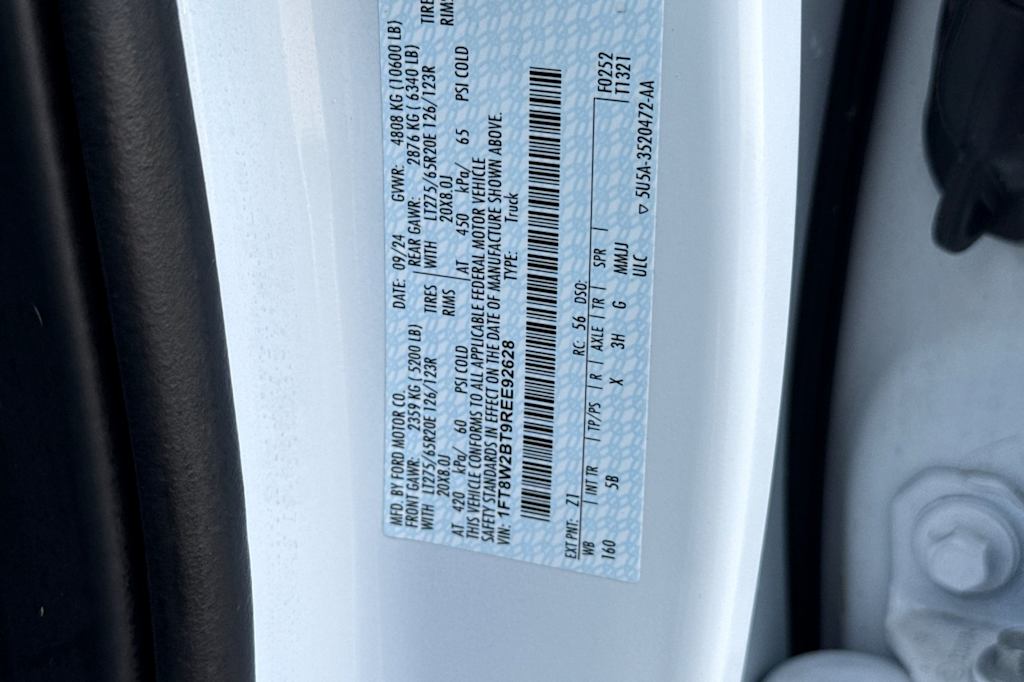 MFD. BY FORD MOTOR CO. DATE: 09/24 GVWR: 4808 KG (10600 LB)
FRONT GAWR: 2359 KG (5200 LB) REAR GAWR: 2876 KG (6340 LB)
WITH LT275/65R20E 126/123R TIRES WITH LT275/65R20E 126/123R TIRE
20X8.0J RIMS 20X8.0J RIMS
AT 420 kPa/ 60 PSI COLD AT 450 kPa/ 65 PSI COLD
THIS VEHICLE CONFORMS TO ALL APPLICABLE FEDERAL MOTOR VEHICLE
SAFETY STANDARDS IN EFFECT ON THE DATE OF MANUFACTURE SHOWN ABOVE.
VIN: 1FT8W2BT9REE92628 TYPE: Truck
EXT PNT: Z1 RC: 56 DSO: F0252
WB INT TR TP/PS R AXLE TR SPR T1321
160 5B X 3H G MMJJ
ULC ▽ 5U5A-3520472-AA